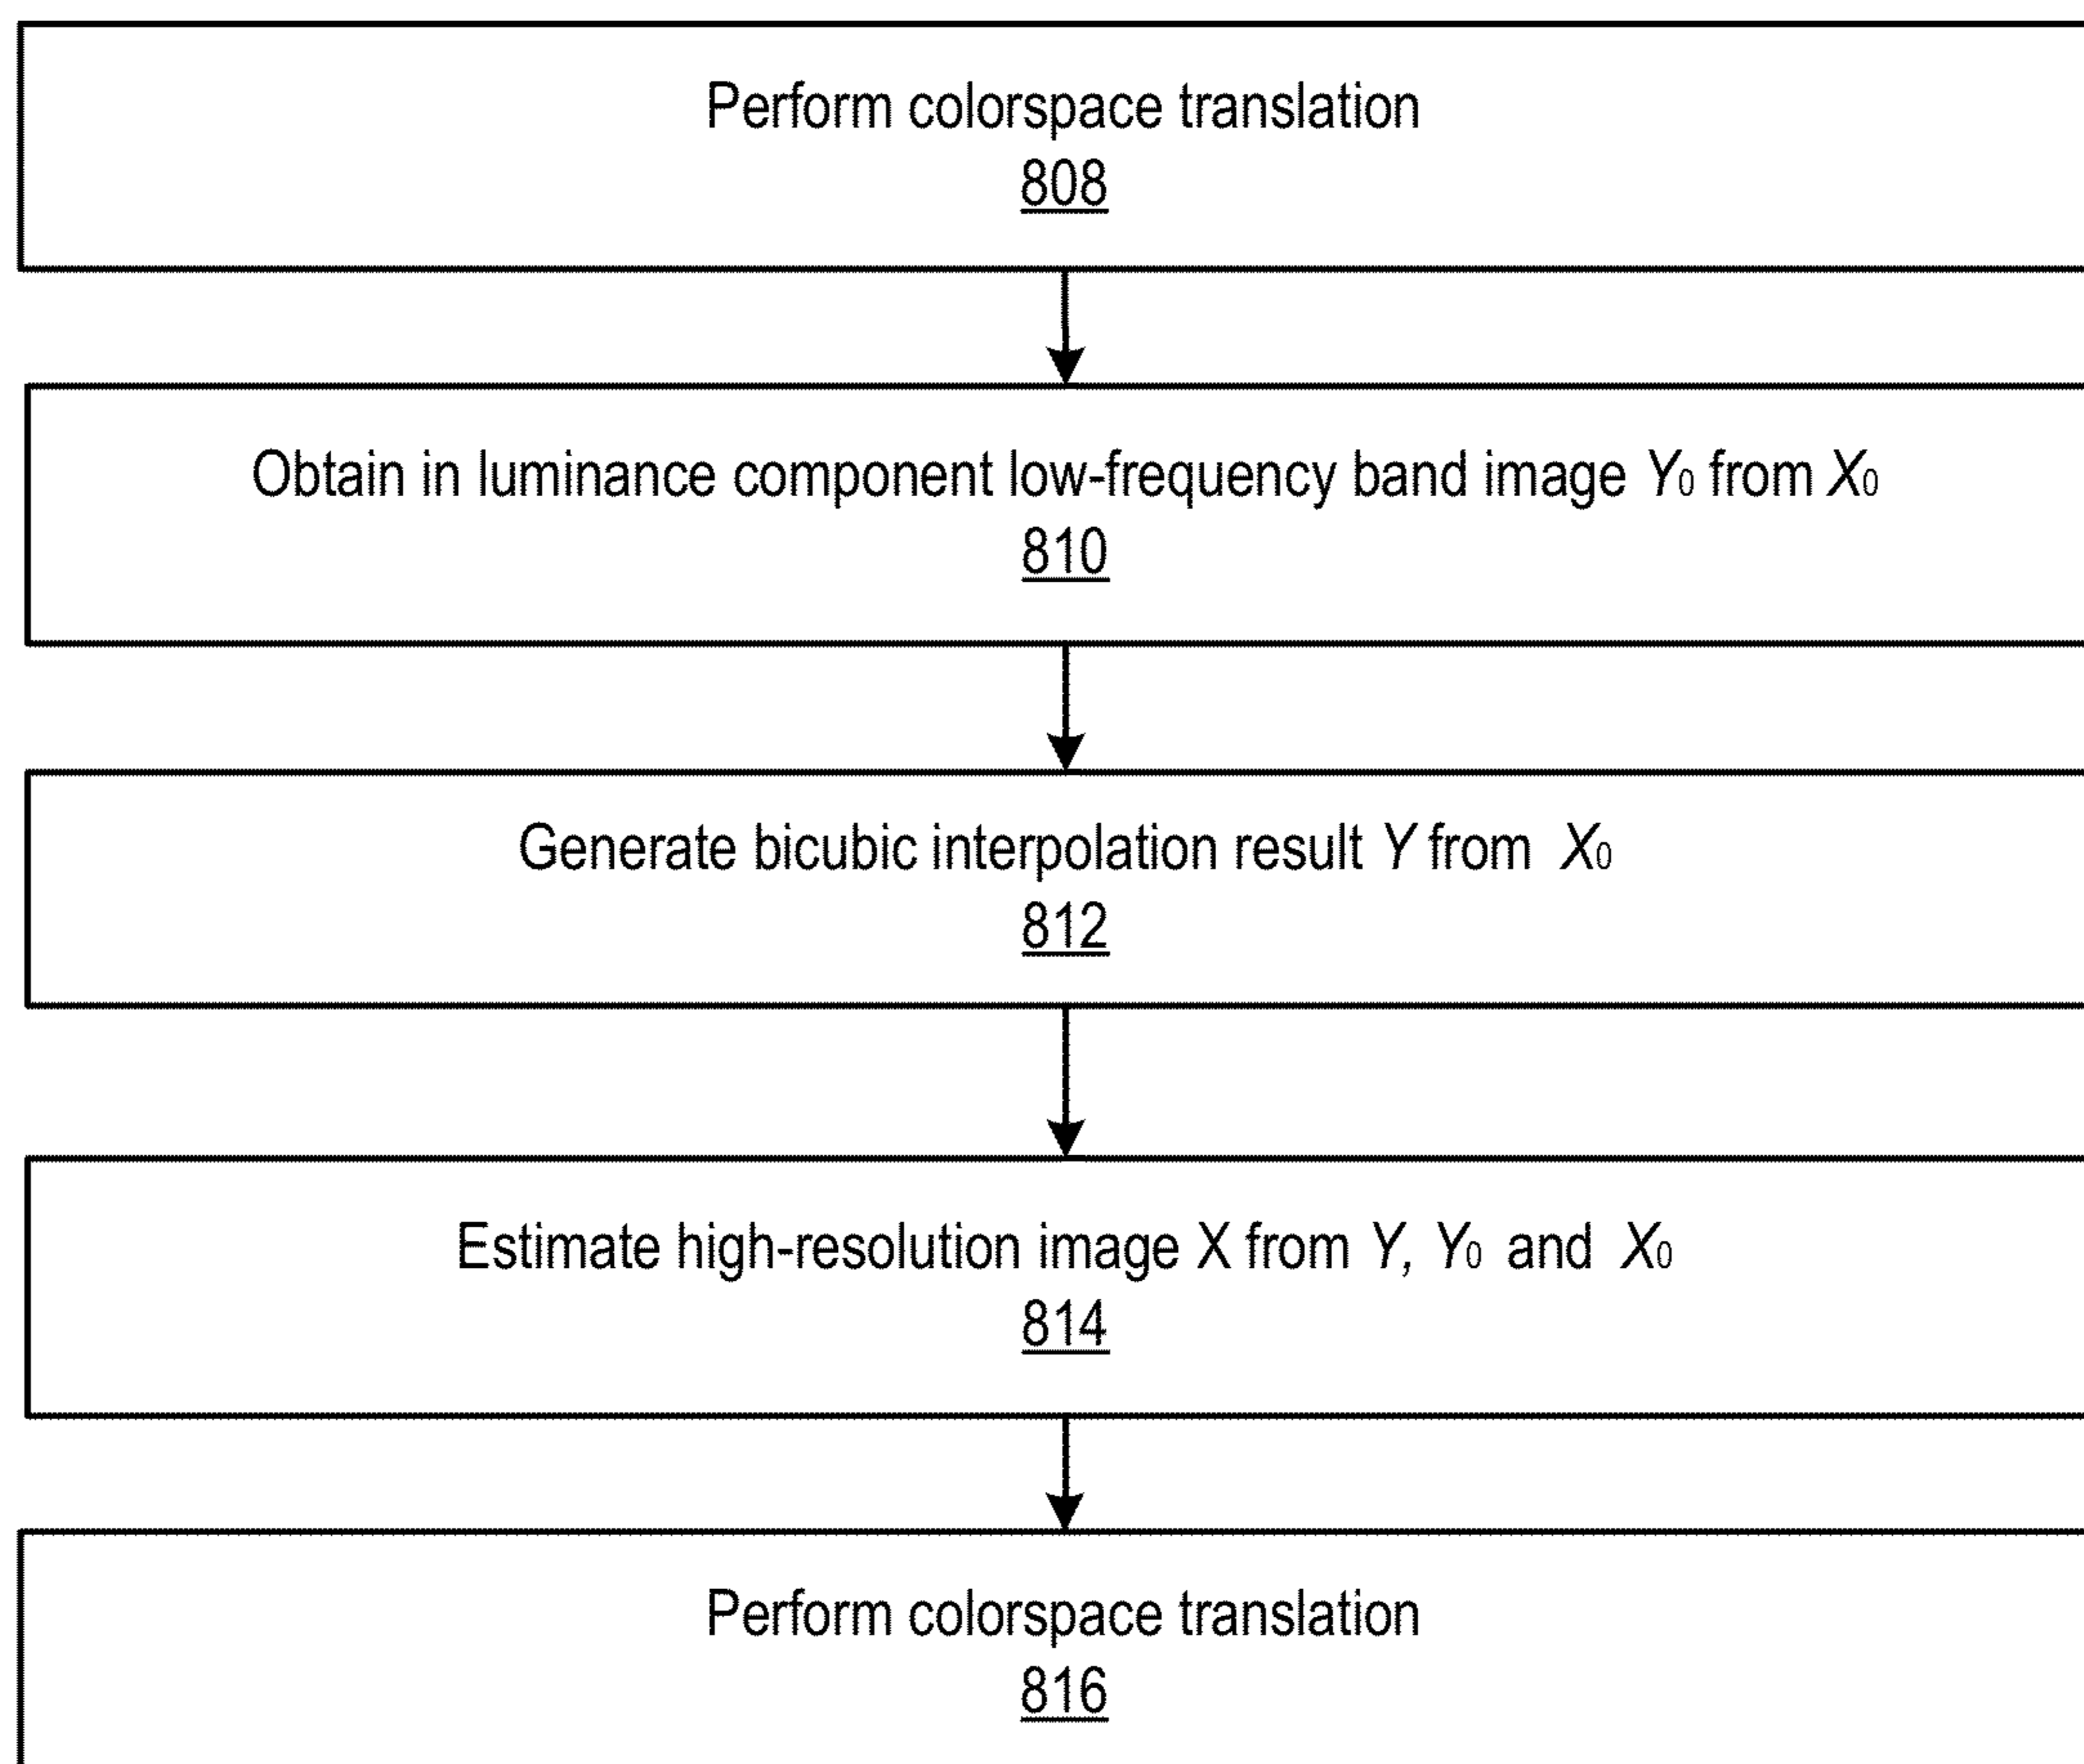 Perform colorspace translation
808
Obtain in luminance component low-frequency band image Y₀ from X₀
810
Generate bicubic interpolation result Y from X₀
812
Estimate high-resolution image X from Y, Y₀ and X₀
814
Perform colorspace translation
816